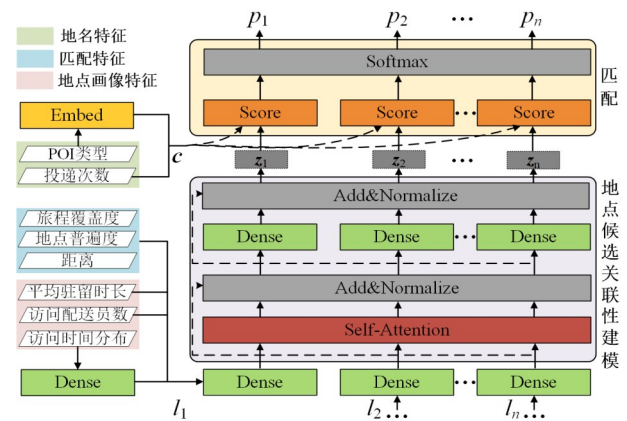 p1 p2 ... pn
地名特征
匹配特征
地点画像特征
Softmax
Score Score ... Score
匹配
Embed
POI类型
投递次数
c
z1 z2 ... zn
Add&Normalize
Dense Dense ... Dense
Add&Normalize
Self-Attention
地点候选关联性建模
旅程覆盖度
地点普遍度
距离
平均驻留时长
访问配送员数
访问时间分布
Dense
Dense Dense ... Dense
l1 l2 ... ln ...